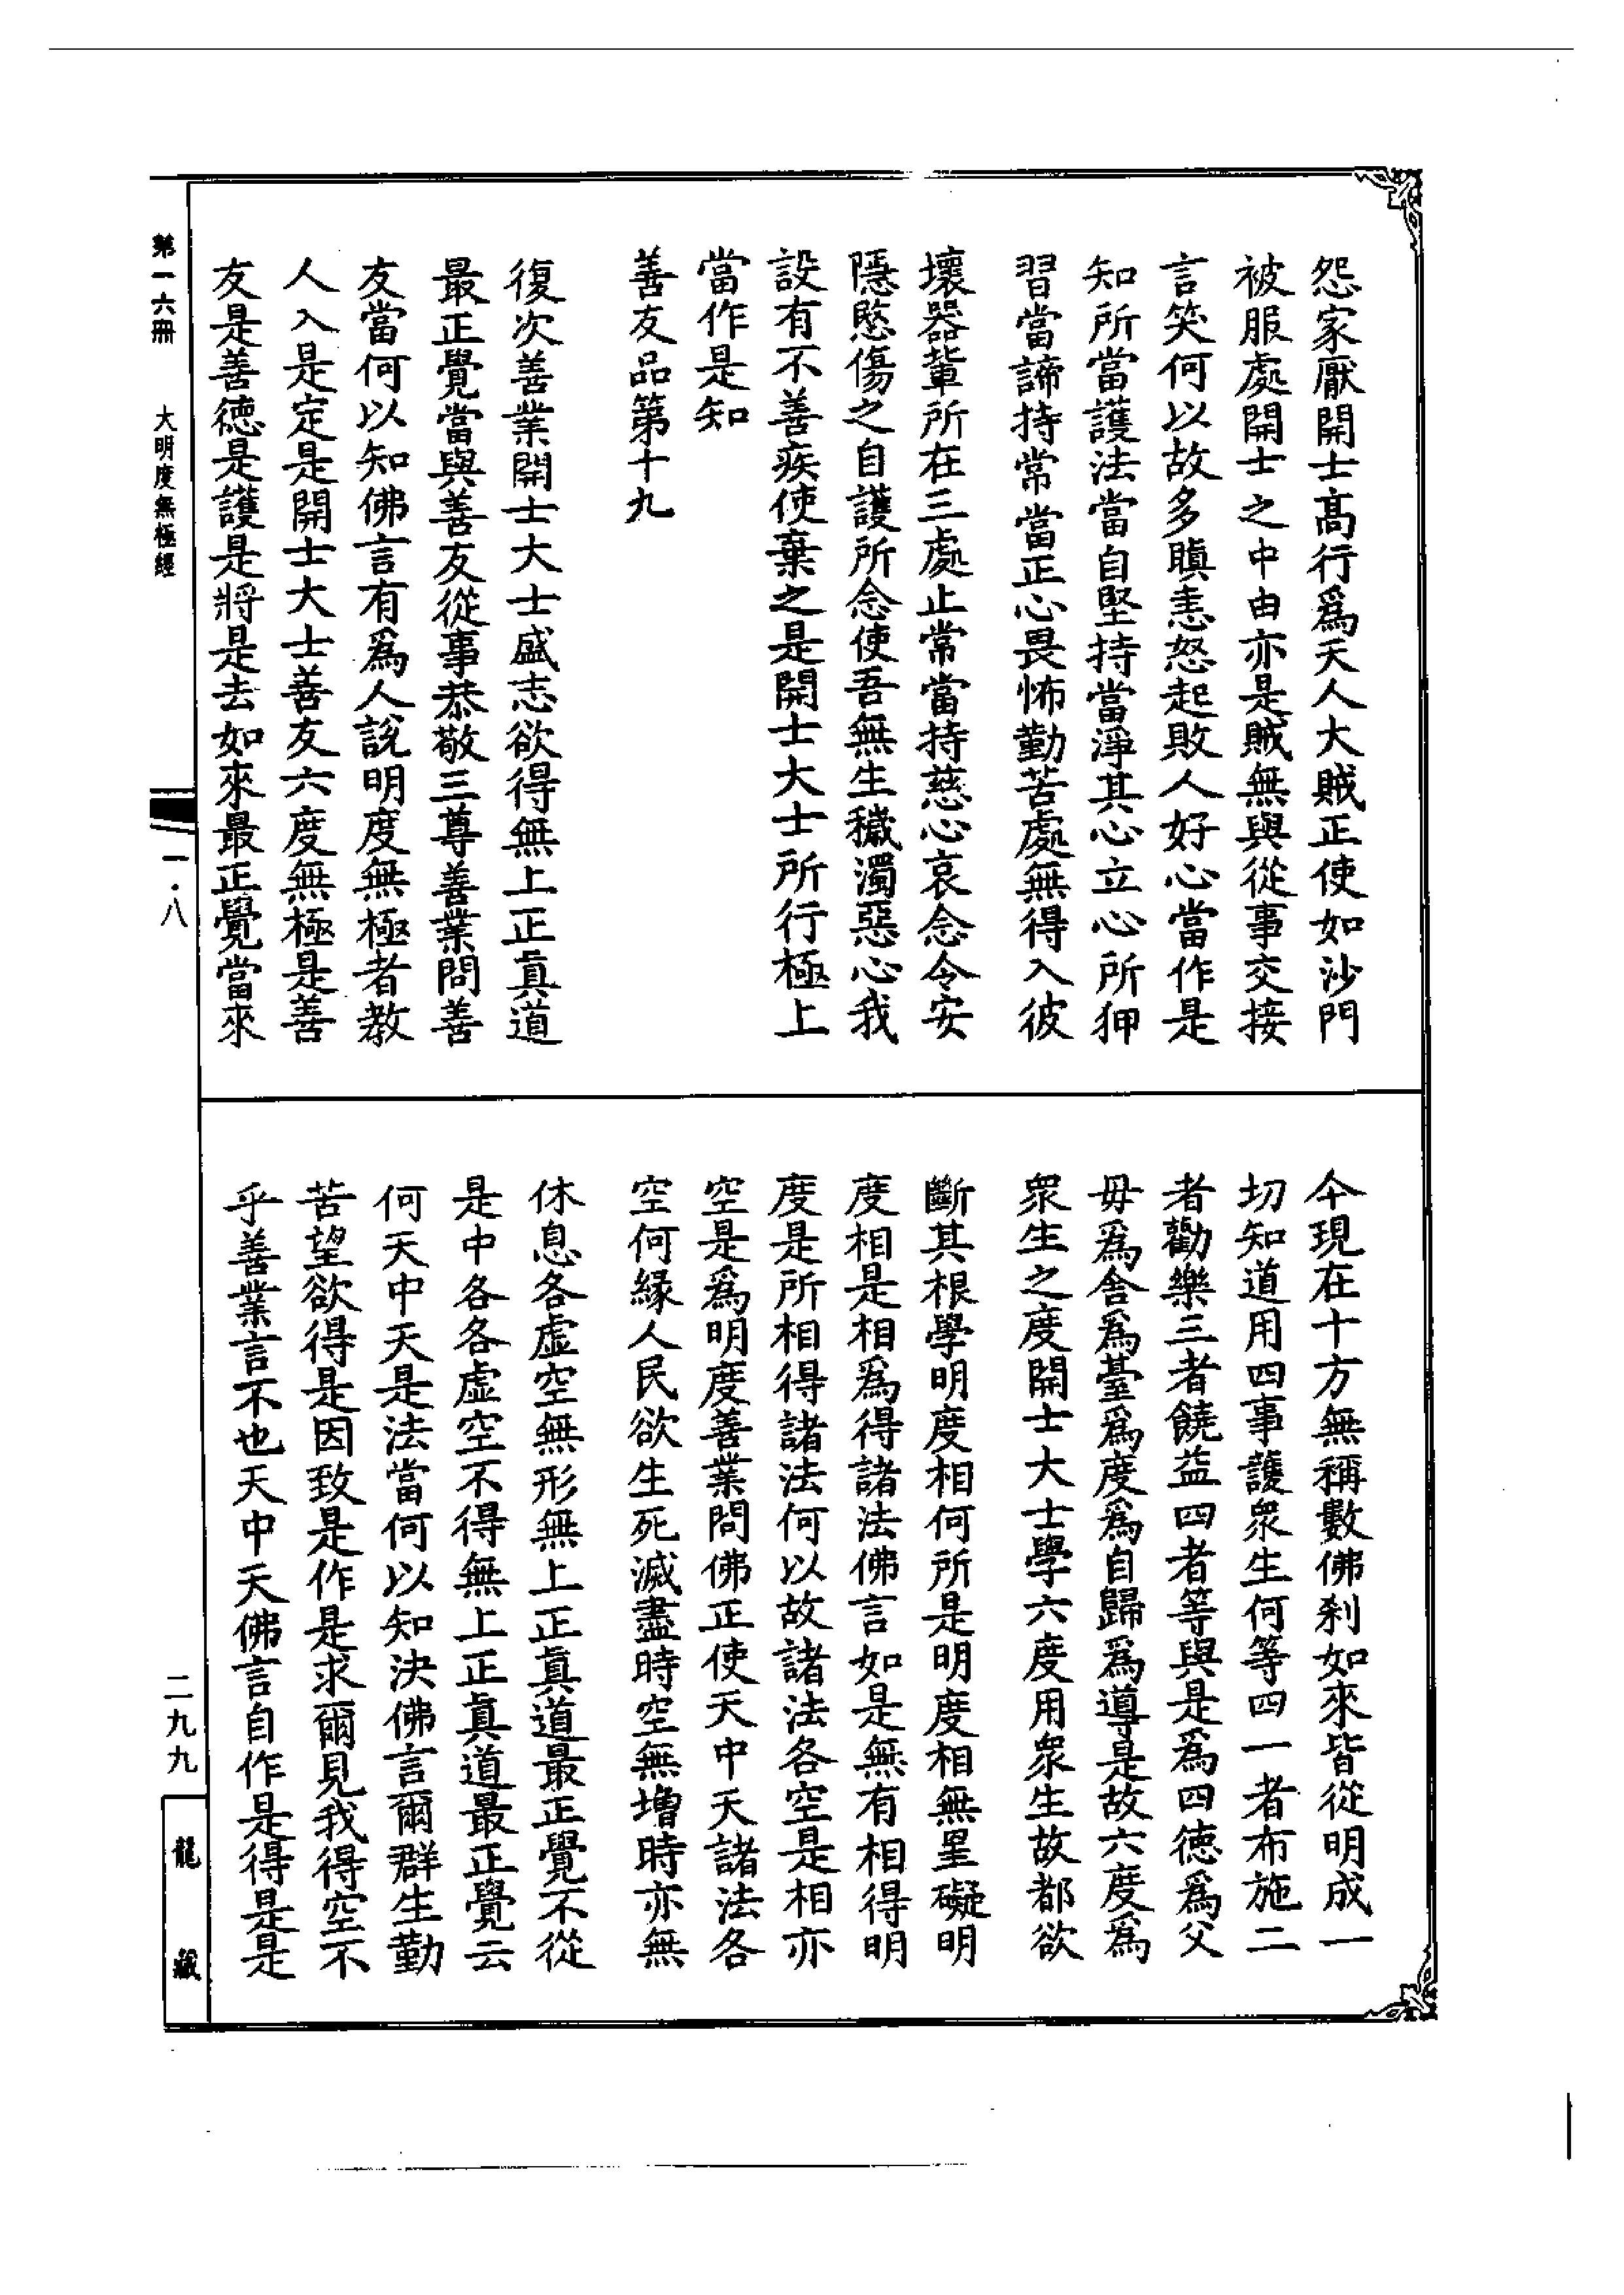 怨家厭開士高行爲天人大賊正使如沙門
被服處開士之中由亦是賊無與從事交接
言笑何以故多瞋恚怒起敗人好心當作是
知所當護法當自堅持當淨其心立心所狎
習當諦持常當正心畏怖勤苦處無得入彼
壞器輩所在三處止常當持慈心哀念令安
隱愍傷之自護所念使吾無生穢濁惡心我
設有不善疾使棄之是開士大士所行極上
當作是知
善友品第十九
復次善業開士大士盛志欲得無上正眞道
最正覺當與善友從事恭敬三尊善業問善
友當何以知佛言有爲人說明度無極者教
人入是定是開士大士善友六度無極是善
友是善德是護是將是去如來最正覺當來
今現在十方無稱數佛刹如來皆從明成一
切知道用四事護衆生何等四一者布施二
者勸樂三者饒益四者等與是爲四德爲父
母爲舍爲臺爲度爲自歸爲導是故六度爲
衆生之度開士大士學六度用衆生故都欲
斷其根學明度相何所是明度相無罣礙明
度相是相爲得諸法佛言如是無有相得明
度是所相得諸法何以故諸法各空是相亦
空是爲明度善業問佛正使天中天諸法各
空何緣人民欲生死滅盡時空無增時亦無
休息各虛空無形無上正眞道最正覺不從
是中各各虛空不得無上正眞道最正覺云
何天中天是法當何以知決佛言爾群生勤
苦望欲得是因致是作是求爾見我得空不
乎善業言不也天中天佛言自作是得是是
第一六冊
大明度無極經
一·八
二九九
龍藏